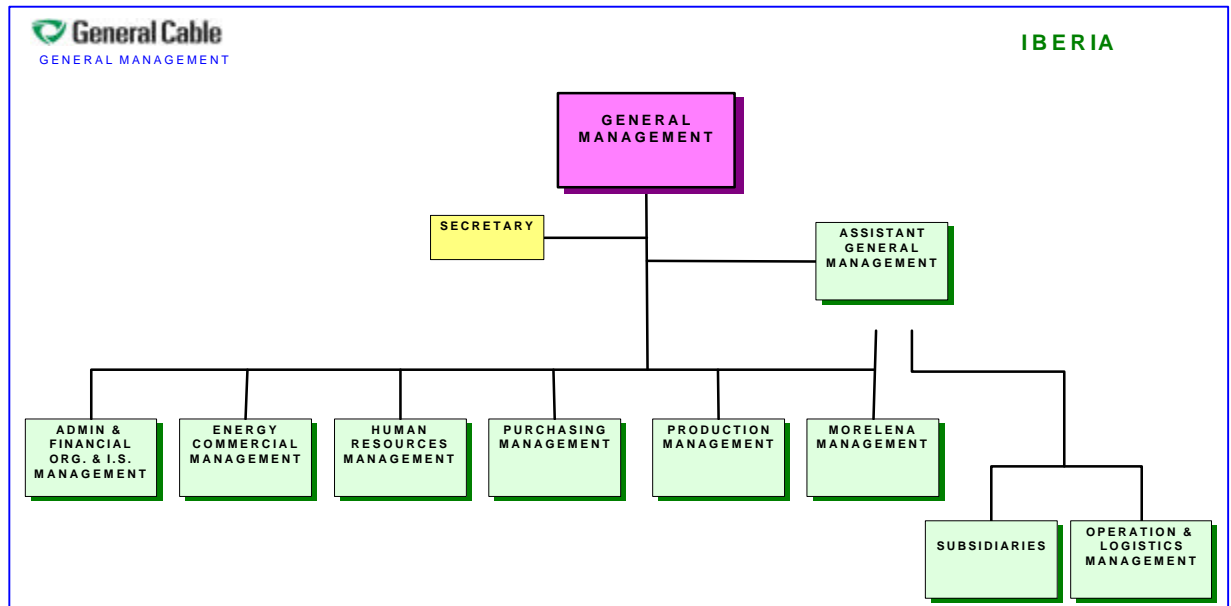 General Cable
GENERAL MANAGEMENT
IBERIA
GENERAL
MANAGEMENT
SECRETARY
ASSISTANT
GENERAL
MANAGEMENT
ADMIN &
FINANCIAL
ORG. & I.S.
MANAGEMENT
ENERGY
COMMERCIAL
MANAGEMENT
HUMAN
RESOURCES
MANAGEMENT
PURCHASING
MANAGEMENT
PRODUCTION
MANAGEMENT
MORELENA
MANAGEMENT
SUBSIDIARIES
OPERATION &
LOGISTICS
MANAGEMENT